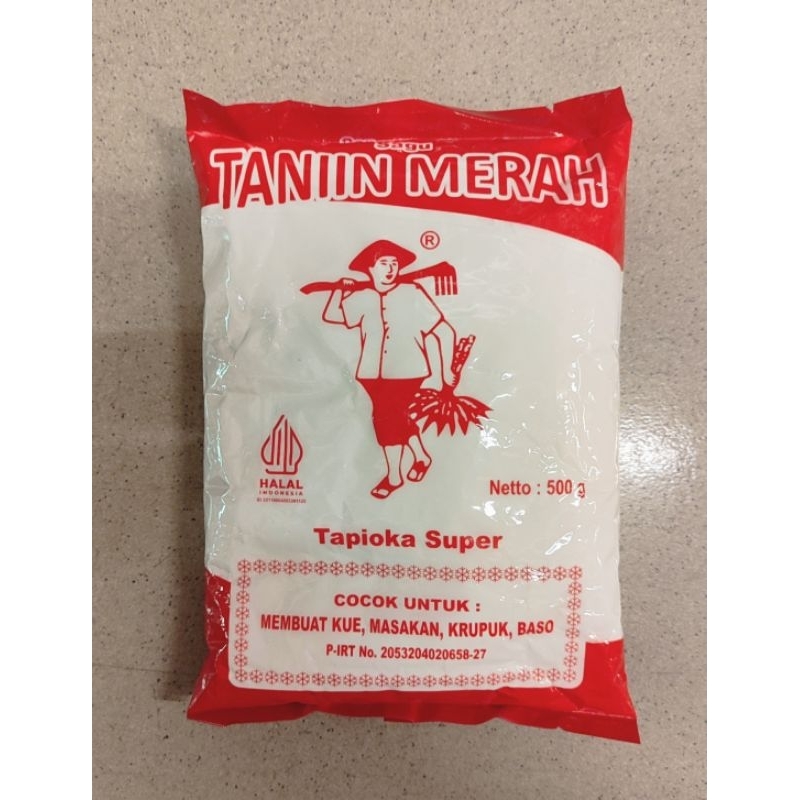 Sagu
TANIIN MERAH
®
HALAL
INDONESIA
Netto : 500 g
Tapioka Super
COCOK UNTUK :
MEMBUAT KUE, MASAKAN, KRUPUK, BASO
P-IRT No. 2053204020658-27